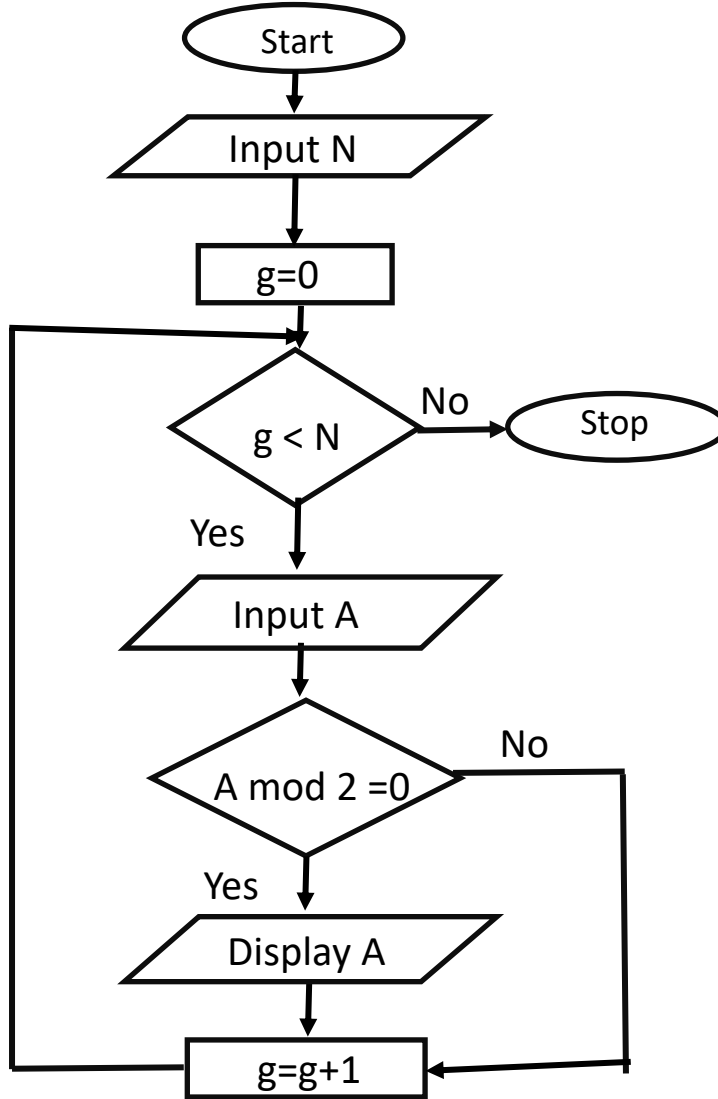 Start
Input N
g=0
g < N
No
Stop
Yes
Input A
A mod 2 =0
No
Yes
Display A
g=g+1